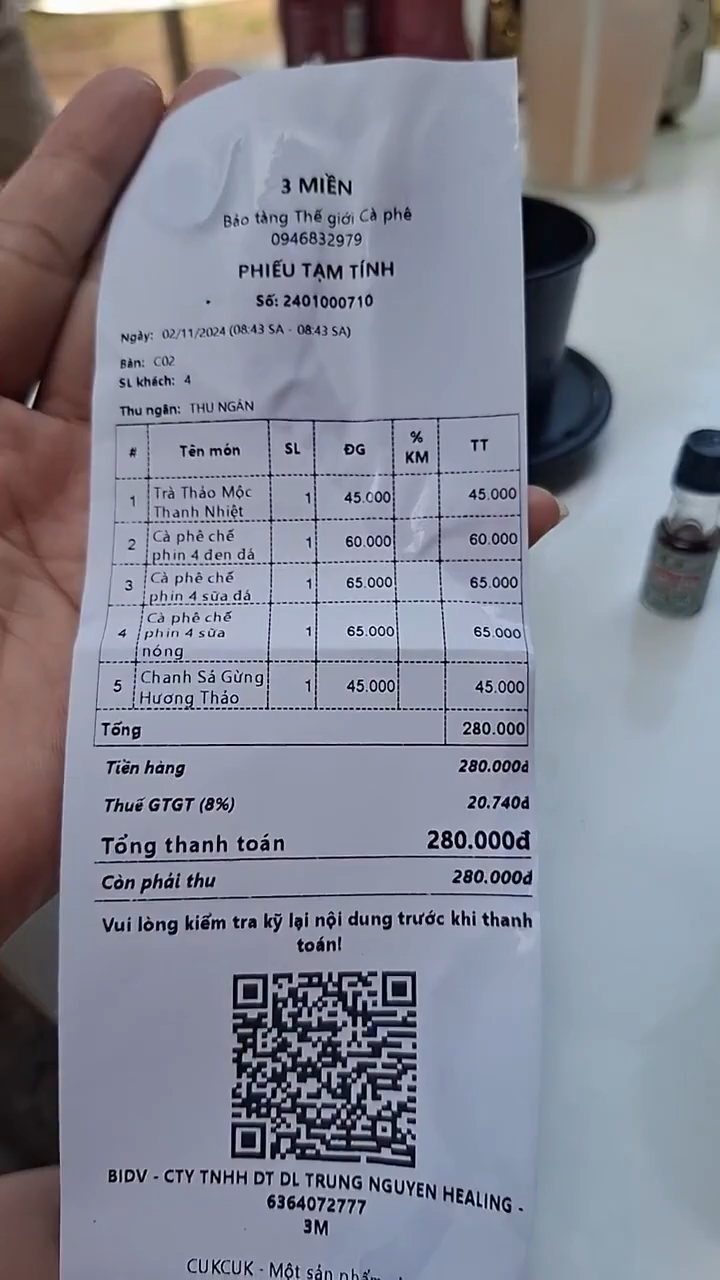 3 MIỀN
Bảo tàng Thế giới Cà phê
0946832979
PHIẾU TẠM TÍNH
Số: 2401000710
Ngày: 02/11/2024 (08:43 SA - 08:43 SA)
Bàn: C02
SL khách: 4
Thu ngân: THU NGÂN
# Tên món SL ĐG % KM TT
1 Trà Thảo Mộc Thanh Nhiệt 1 45.000 45.000
2 Cà phê chế phin 4 đen đá 1 60.000 60.000
3 Cà phê chế phin 4 sữa đá 1 65.000 65.000
4 Cà phê chế phin 4 sữa nóng 1 65.000 65.000
5 Chanh Sả Gừng Hương Thảo 1 45.000 45.000
Tổng 280.000
Tiền hàng 280.000đ
Thuế GTGT (8%) 20.740đ
Tổng thanh toán 280.000đ
Còn phải thu 280.000đ
Vui lòng kiểm tra kỹ lại nội dung trước khi thanh
toán!
BIDV - CTY TNHH DT DL TRUNG NGUYEN HEALING -
6364072777
3M
CUKCUK - Một sản phẩm